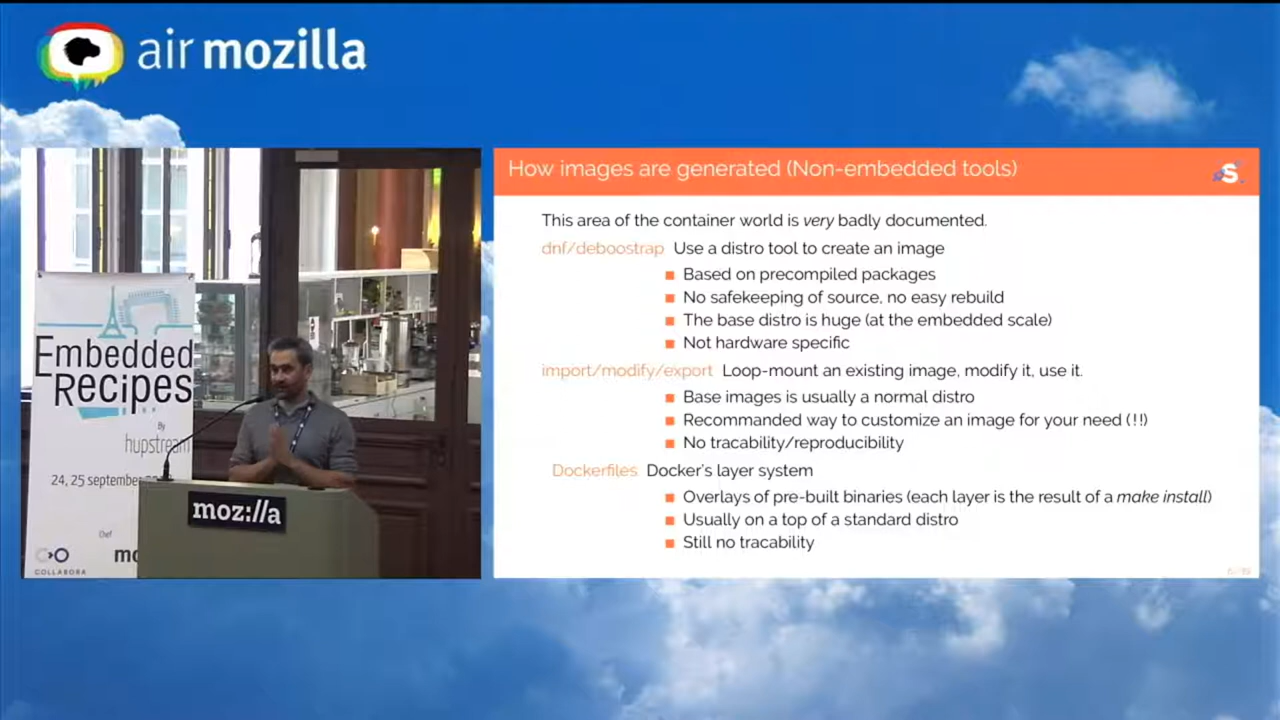 air mozilla
How images are generated (Non-embedded tools)
S
This area of the container world is very badly documented.
dnf/deboostrap Use a distro tool to create an image
Based on precompiled packages
No safekeeping of source, no easy rebuild
The base distro is huge (at the embedded scale)
Not hardware specific
import/modify/export Loop-mount an existing image, modify it, use it.
Base images is usually a normal distro
Recommanded way to customize an image for your need (!!)
No tracability/reproducibility
Dockerfiles Docker's layer system
Overlays of pre-built binaries (each layer is the result of a make install)
Usually on a top of a standard distro
Still no tracability
Embedded
Recipes
By
hupstream
24, 25 september
Chef
COLLABORA
moz://a